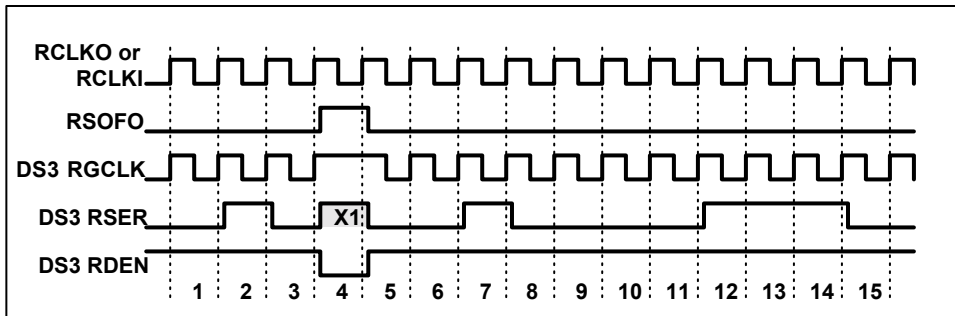 RCLKO or
RCLKI
RSOFO
DS3 RGCLK
DS3 RSER X1
DS3 RDEN
1 2 3 4 5 6 7 8 9 10 11 12 13 14 15